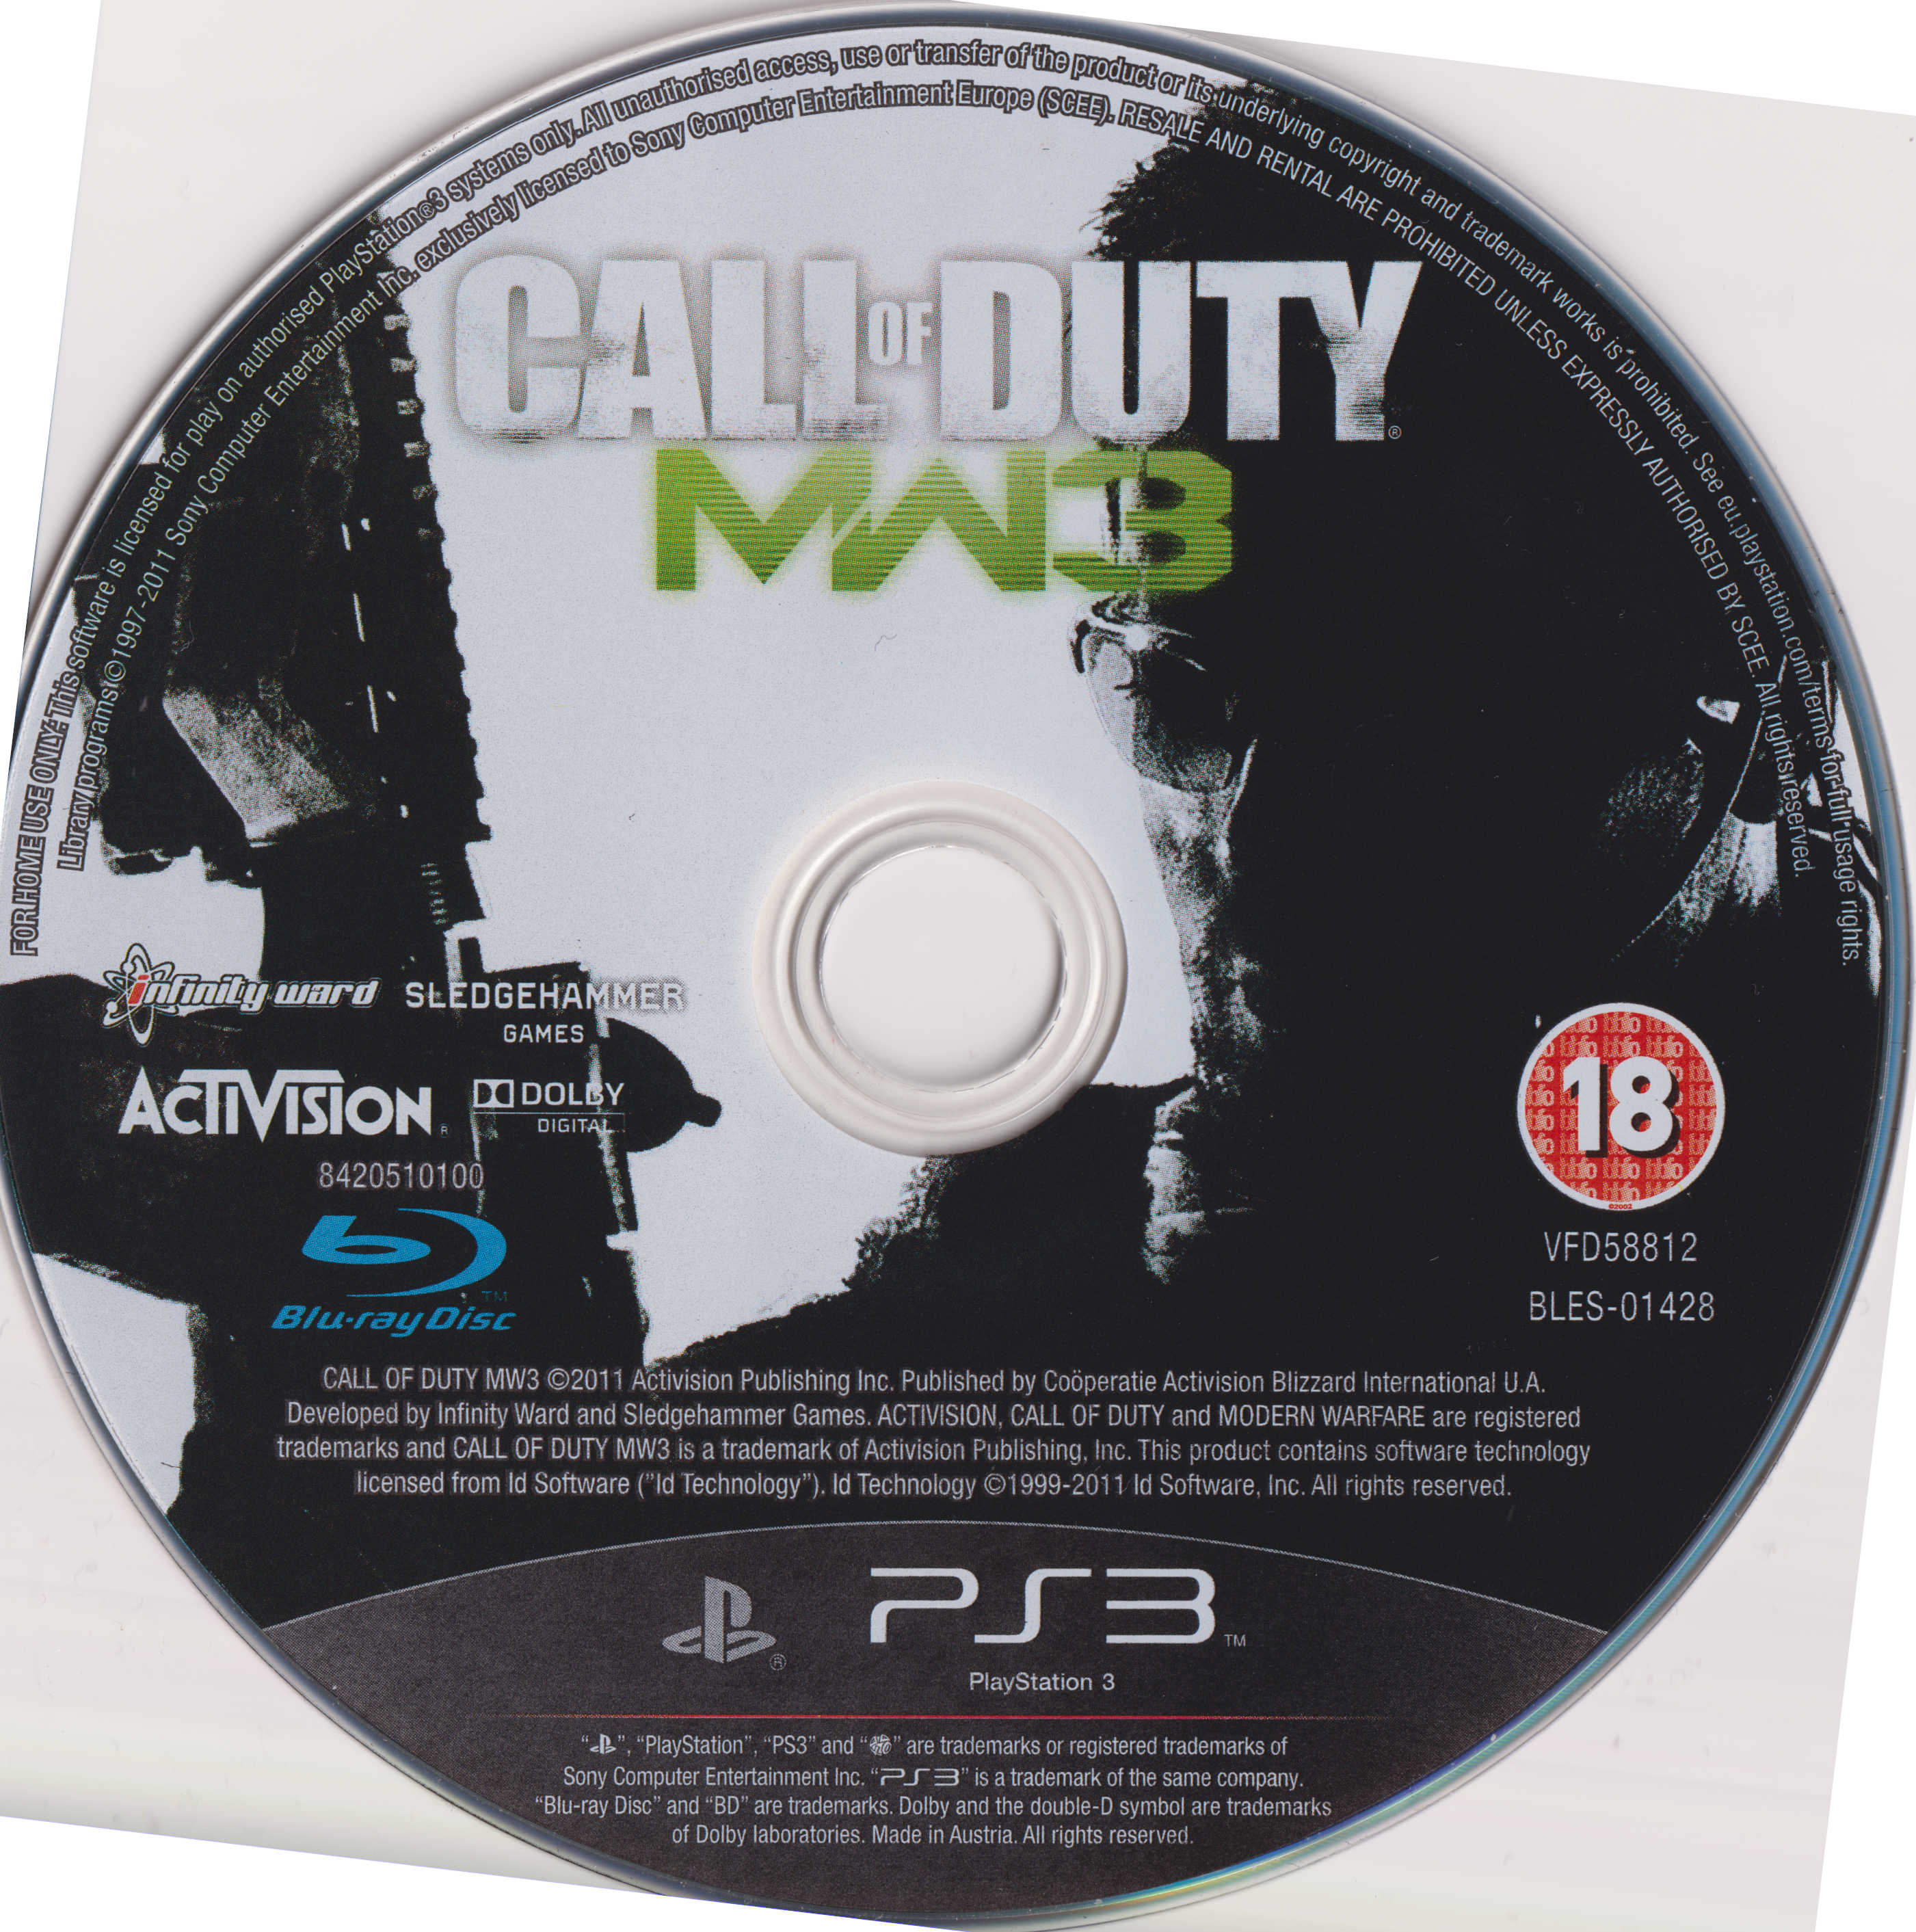 FOR HOME USE ONLY: This software is licensed for play on authorised PlayStation®3 systems only. All unauthorised access, use or transfer of the product or its underlying copyright and trademark works is prohibited. See eu.playstation.com/terms for full usage rights.
Library programs ©1997-2011 Sony Computer Entertainment Inc. exclusively licensed to Sony Computer Entertainment Europe (SCEE). RESALE AND RENTAL ARE PROHIBITED UNLESS EXPRESSLY AUTHORISED BY SCEE. All rights reserved.
CALL OF DUTY®
MW3
infinity ward
SLEDGEHAMMER
GAMES
ACTIVISION®
DOLBY
DIGITAL
8420510100
Blu-ray Disc™
18
©2002
VFD58812
BLES-01428
CALL OF DUTY MW3 ©2011 Activision Publishing Inc. Published by Coöperatie Activision Blizzard International U.A.
Developed by Infinity Ward and Sledgehammer Games. ACTIVISION, CALL OF DUTY and MODERN WARFARE are registered
trademarks and CALL OF DUTY MW3 is a trademark of Activision Publishing, Inc. This product contains software technology
licensed from Id Software ("Id Technology"). Id Technology ©1999-2011 Id Software, Inc. All rights reserved.
PS3™
®
PlayStation 3
“”, “PlayStation”, “PS3” and “” are trademarks or registered trademarks of
Sony Computer Entertainment Inc. “PS3” is a trademark of the same company.
“Blu-ray Disc” and “BD” are trademarks. Dolby and the double-D symbol are trademarks
of Dolby laboratories. Made in Austria. All rights reserved.